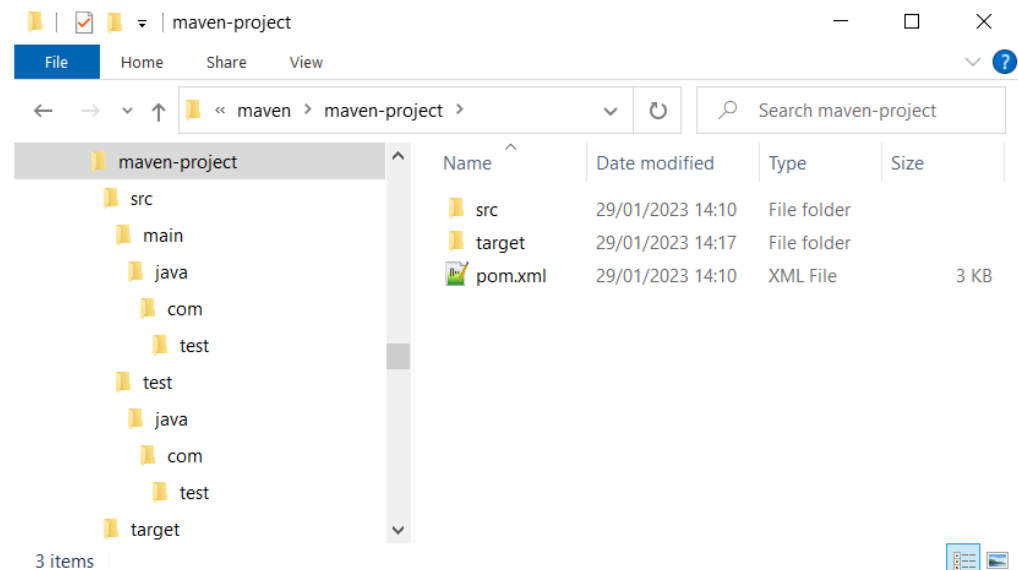 maven-project
File Home Share View
« maven > maven-project >
Search maven-project
maven-project
src
main
java
com
test
test
java
com
test
target
Name Date modified Type Size
src 29/01/2023 14:10 File folder
target 29/01/2023 14:17 File folder
pom.xml 29/01/2023 14:10 XML File 3 KB
3 items